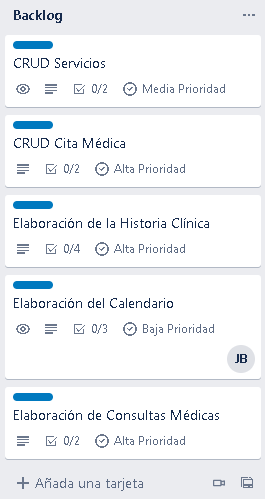 Backlog
CRUD Servicios
0/2 Media Prioridad
CRUD Cita Médica
0/2 Alta Prioridad
Elaboración de la Historia Clínica
0/4 Alta Prioridad
Elaboración del Calendario
0/3 Baja Prioridad
JB
Elaboración de Consultas Médicas
0/2 Alta Prioridad
Añada una tarjeta